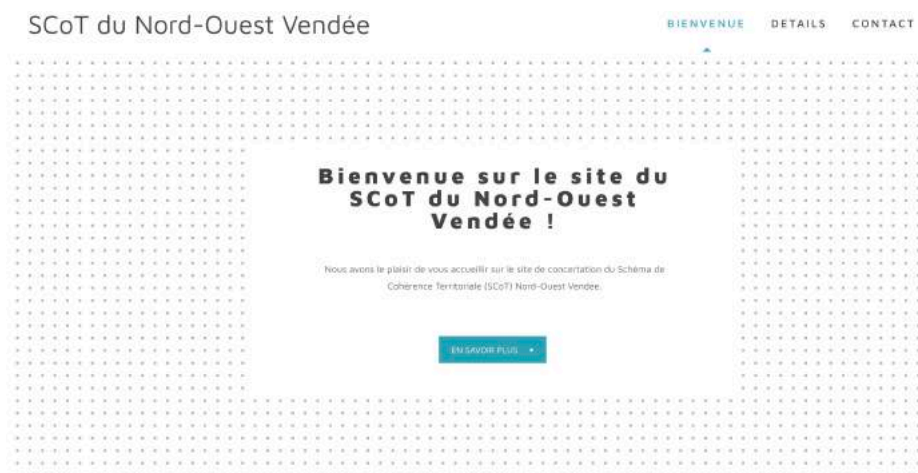 SCoT du Nord-Ouest Vendée
BIENVENUE DETAILS CONTACT
Bienvenue sur le site du
SCoT du Nord-Ouest
Vendée !
Nous avons le plaisir de vous accueillir sur le site de concertation du Schéma de
Cohérence Territoriale (SCoT) Nord-Ouest Vendée.
EN SAVOIR PLUS